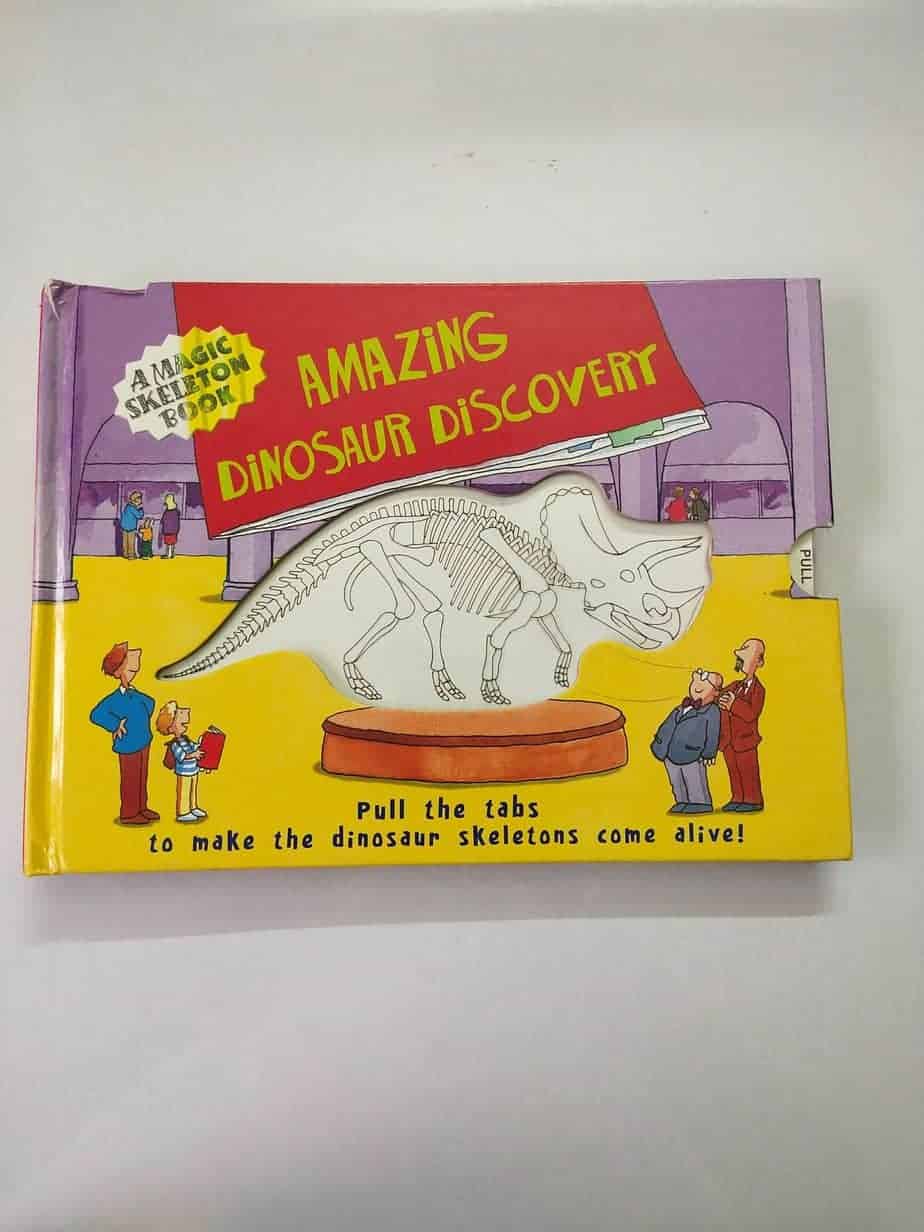 A MAGIC
SKELETON
BOOK
AMAZiNG
DiNOSAUR DiSCOVERY
PULL
Pull the tabs
to make the dinosaur skeletons come alive!